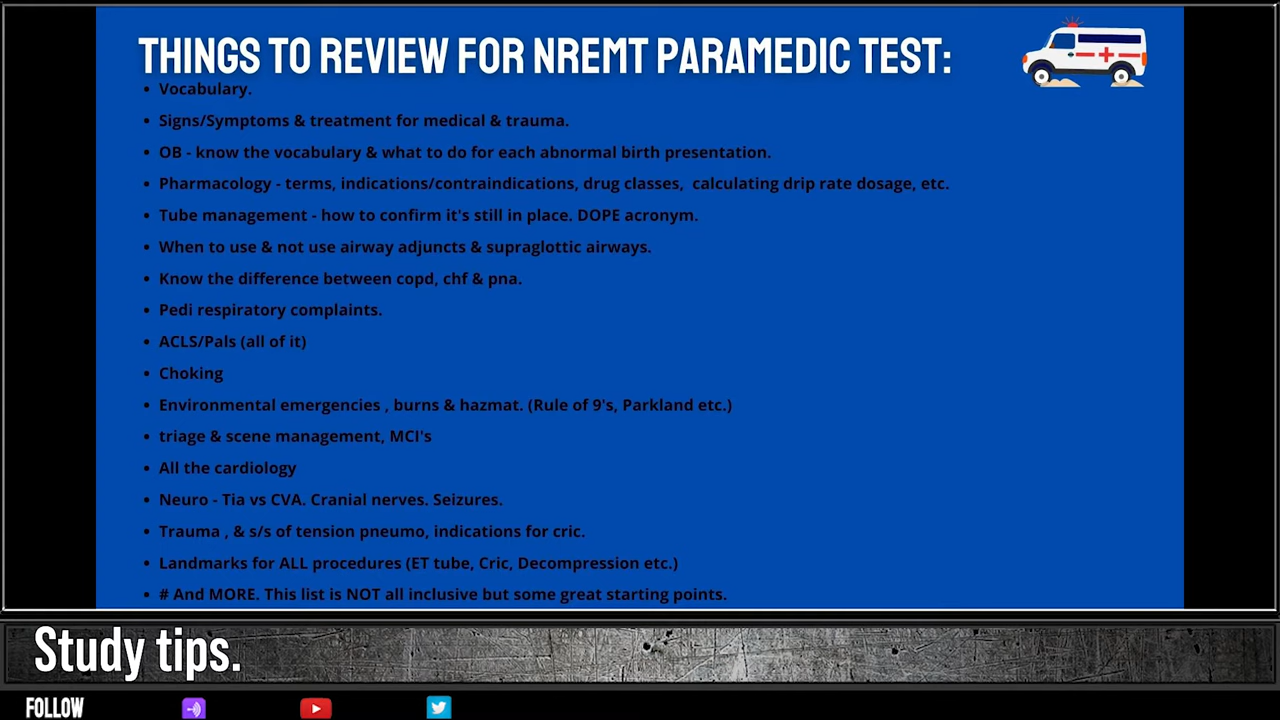 THINGS TO REVIEW FOR NREMT PARAMEDIC TEST:
• Vocabulary.
• Signs/Symptoms & treatment for medical & trauma.
• OB - know the vocabulary & what to do for each abnormal birth presentation.
• Pharmacology - terms, indications/contraindications, drug classes,  calculating drip rate dosage, etc.
• Tube management - how to confirm it's still in place. DOPE acronym.
• When to use & not use airway adjuncts & supraglottic airways.
• Know the difference between copd, chf & pna.
• Pedi respiratory complaints.
• ACLS/Pals (all of it)
• Choking
• Environmental emergencies , burns & hazmat. (Rule of 9's, Parkland etc.)
• triage & scene management, MCI's
• All the cardiology
• Neuro - Tia vs CVA. Cranial nerves. Seizures.
• Trauma , & s/s of tension pneumo, indications for cric.
• Landmarks for ALL procedures (ET tube, Cric, Decompression etc.)
• # And MORE. This list is NOT all inclusive but some great starting points.
Study tips.
FOLLOW